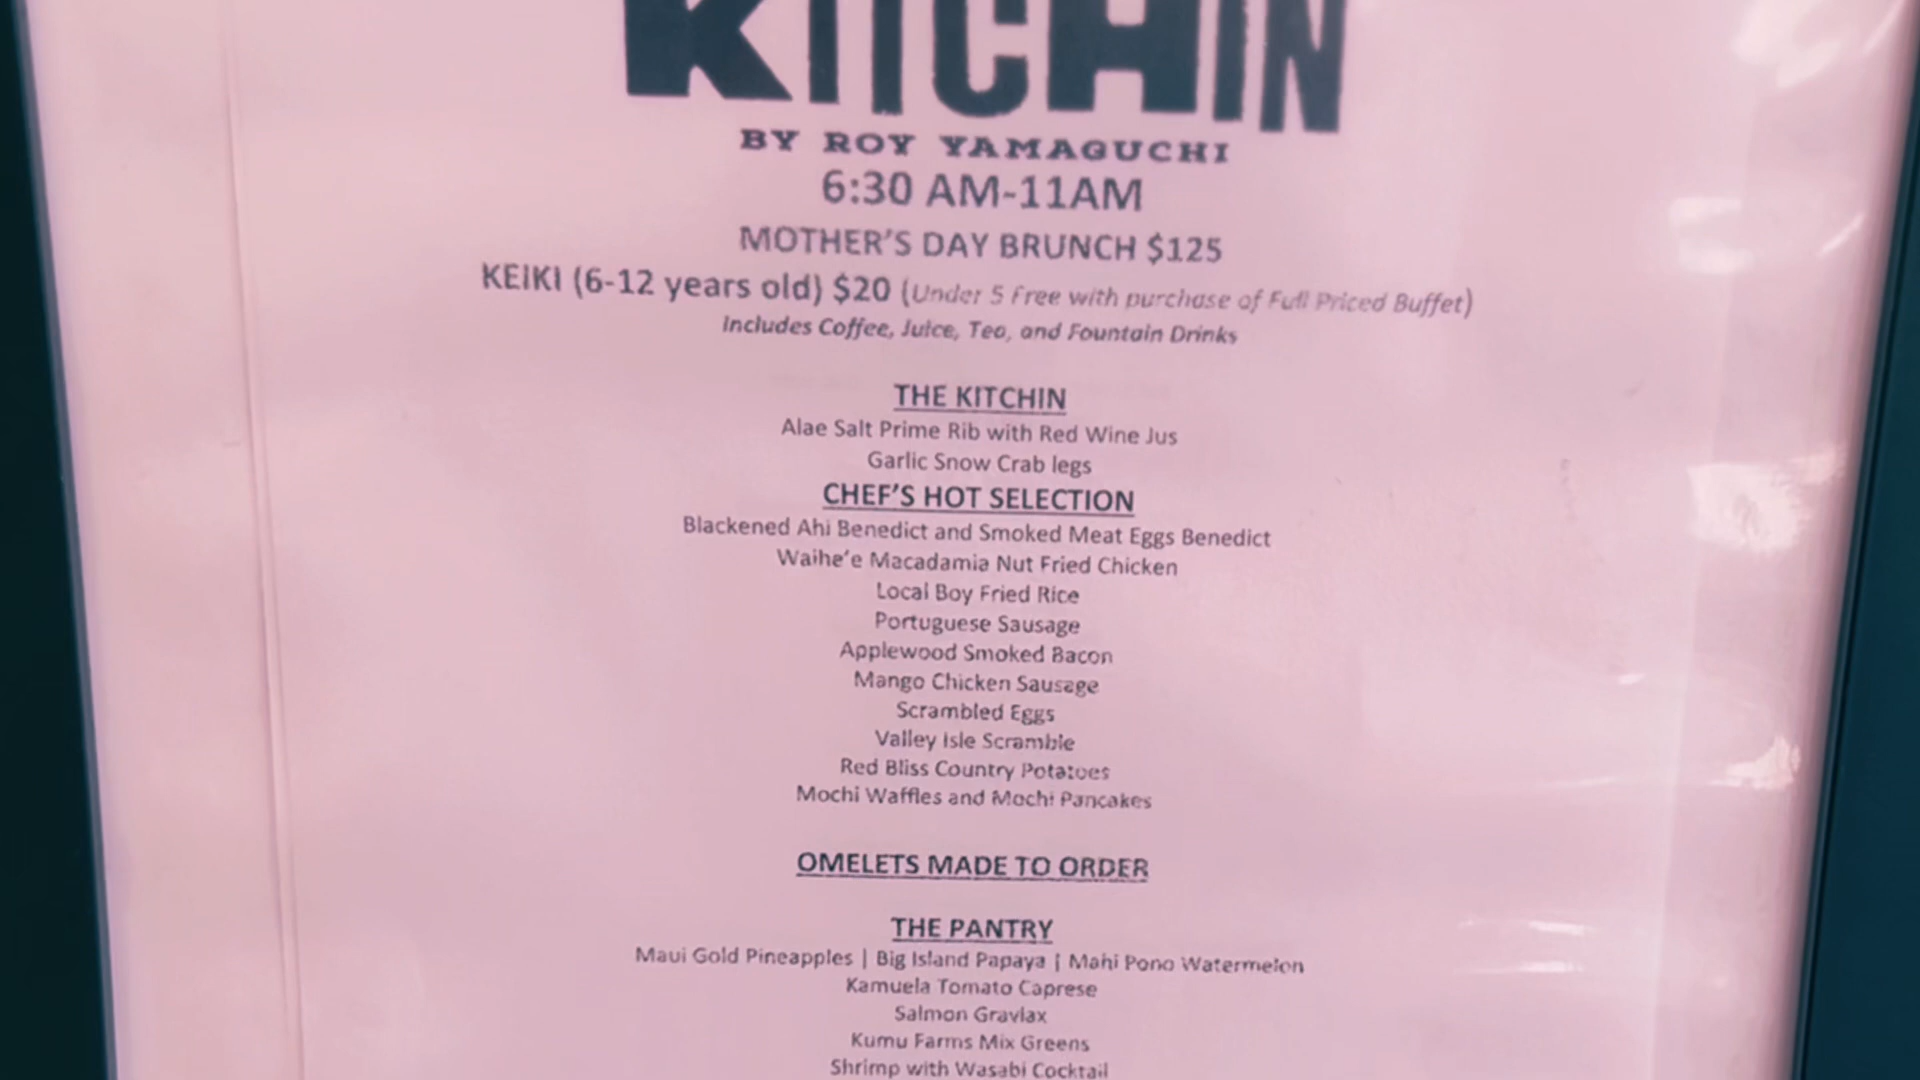 KITCHIN
BY ROY YAMAGUCHI
6:30 AM-11AM
MOTHER'S DAY BRUNCH $125
KEIKI (6-12 years old) $20 (Under 5 Free with purchase of Full Priced Buffet)
Includes Coffee, Juice, Tea, and Fountain Drinks
THE KITCHIN
Alae Salt Prime Rib with Red Wine Jus
Garlic Snow Crab legs
CHEF'S HOT SELECTION
Blackened Ahi Benedict and Smoked Meat Eggs Benedict
Waihe'e Macadamia Nut Fried Chicken
Local Boy Fried Rice
Portuguese Sausage
Applewood Smoked Bacon
Mango Chicken Sausage
Scrambled Eggs
Valley Isle Scramble
Red Bliss Country Potatoes
Mochi Waffles and Mochi Pancakes
OMELETS MADE TO ORDER
THE PANTRY
Maui Gold Pineapples | Big Island Papaya | Mahi Pono Watermelon
Kamuela Tomato Caprese
Salmon Gravlax
Kumu Farms Mix Greens
Shrimp with Wasabi Cocktail